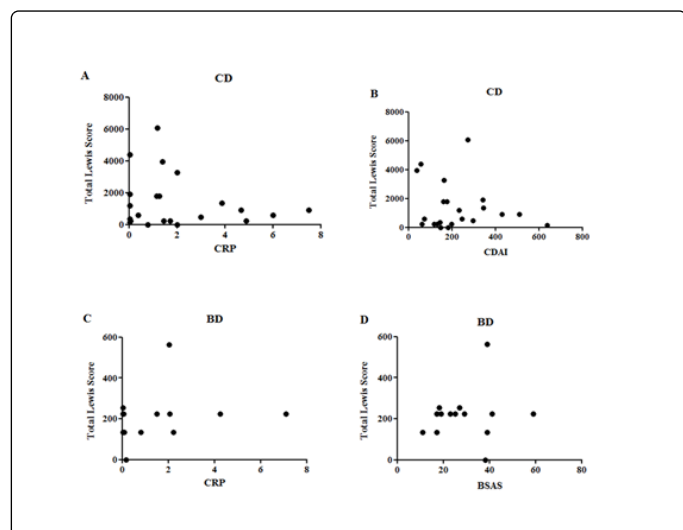 A
CD
8000
6000
4000
2000
0
Total Lewis Score
0 2 4 6 8
CRP
B
CD
8000
6000
4000
2000
0
Total Lewis Score
0 200 400 600 800
CDAI
C
BD
600
400
200
0
Total Lewis Score
0 2 4 6 8
CRP
D
BD
600
400
200
0
Total Lewis Score
0 20 40 60 80
BSAS